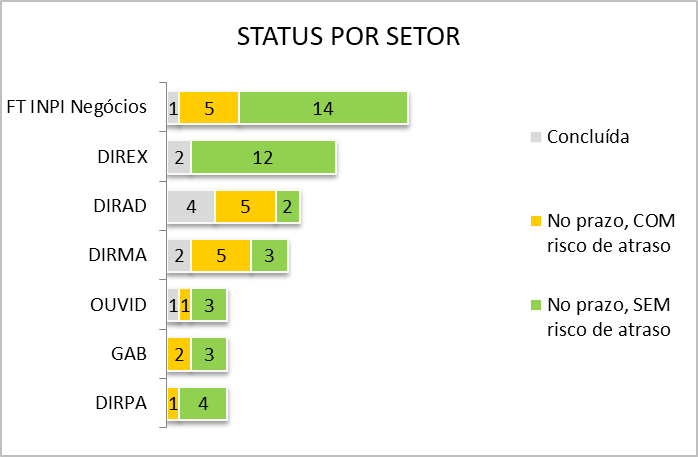 STATUS POR SETOR
FT INPI Negócios
1 5 14
DIREX
2 12
DIRAD
4 5 2
DIRMA
2 5 3
OUVID
1 1 3
GAB
2 3
DIRPA
1 4
Concluída
No prazo, COM
risco de atraso
No prazo, SEM
risco de atraso